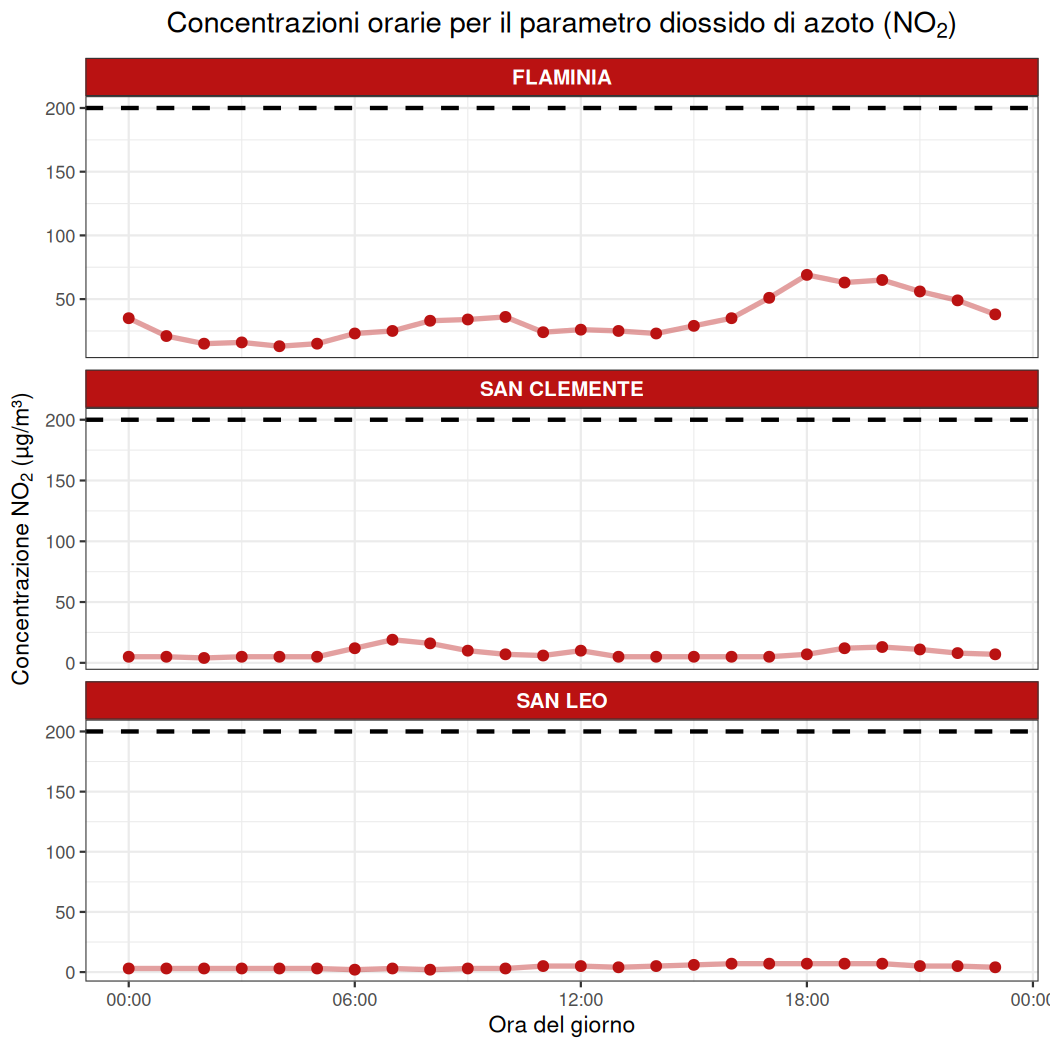 Concentrazioni orarie per il parametro diossido di azoto (NO₂)
FLAMINIA
200
150
100
50
SAN CLEMENTE
200
150
100
50
0
SAN LEO
200
150
100
50
0
Concentrazione NO₂ (µg/m³)
00:00 06:00 12:00 18:00 00:00
Ora del giorno